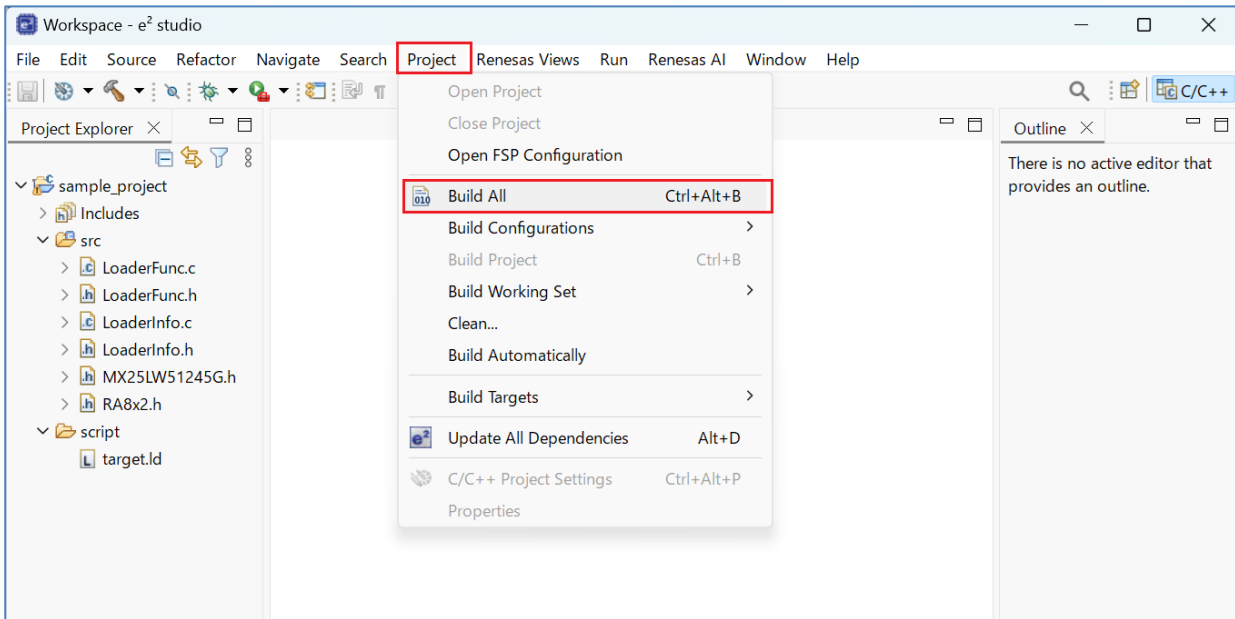 Workspace - e² studio
File Edit Source Refactor Navigate Search Project Renesas Views Run Renesas AI Window Help
C/C++
Project Explorer
sample_project
Includes
src
LoaderFunc.c
LoaderFunc.h
LoaderInfo.c
LoaderInfo.h
MX25LW51245G.h
RA8x2.h
script
target.ld
Open Project
Close Project
Open FSP Configuration
Build All Ctrl+Alt+B
Build Configurations
Build Project Ctrl+B
Build Working Set
Clean...
Build Automatically
Build Targets
Update All Dependencies Alt+D
C/C++ Project Settings Ctrl+Alt+P
Properties
Outline
There is no active editor that
provides an outline.